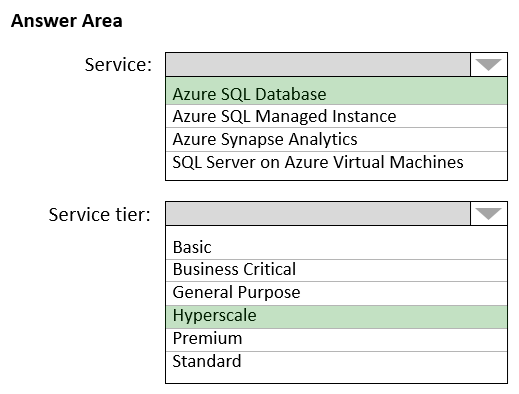 Answer Area
Service:
Azure SQL Database
Azure SQL Managed Instance
Azure Synapse Analytics
SQL Server on Azure Virtual Machines
Service tier:
Basic
Business Critical
General Purpose
Hyperscale
Premium
Standard